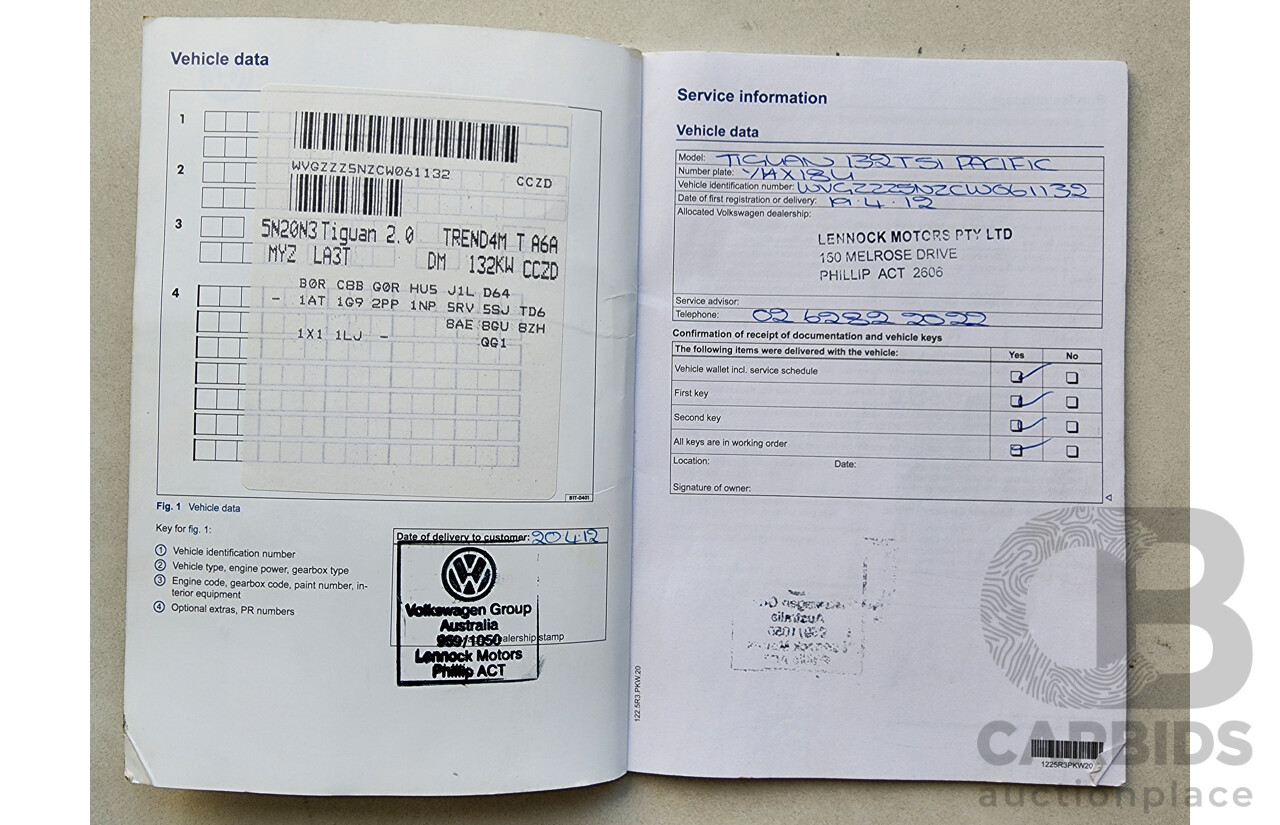 Vehicle data
1
2
WVGZZZ5NZCW061132
CCZD
3
5N20N3 Tiguan 2.0 TREND4M T A6A
MYZ LA3T DM 132KW CCZD
4
B0R C8B G0R HU5 J1L D64
- 1AT 1G9 2PP 1NP 5RV 5SJ TD6
8AE 8GU 8ZH
1X1 1LJ - QG1
B1T-0401
Fig. 1 Vehicle data
Key for fig. 1:
1 Vehicle identification number
2 Vehicle type, engine power, gearbox type
3 Engine code, gearbox code, paint number, in-
terior equipment
4 Optional extras, PR numbers
Date of delivery to customer: 20 4 12
Volkswagen Group
Australia
959/1050
ealership stamp
Lennock Motors
Phillip ACT
Service information
Vehicle data
Model: TIGUAN 132TSI PACIFIC
Number plate: YHX18U
Vehicle identification number: WVGZZZ5NZCW061132
Date of first registration or delivery: 19.4.12
Allocated Volkswagen dealership:
LENNOCK MOTORS PTY LTD
150 MELROSE DRIVE
PHILLIP ACT 2606
Service advisor:
Telephone: 02 6282 2022
Confirmation of receipt of documentation and vehicle keys
The following items were delivered with the vehicle: Yes No
Vehicle wallet incl. service schedule
First key
Second key
All keys are in working order
Location: Date:
Signature of owner:
122.5R3.PKW.20
1225R3PKW20
CB
CARBIDS
auctionplace